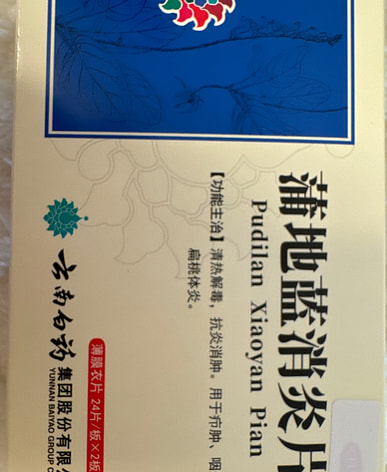 蒲地蓝消炎片
Pudilan Xiaoyan Pian
【功能主治】清热解毒，抗炎消肿。用于疖肿、咽
扁桃体炎。
薄膜衣片 24片/板×2板
云南白药
集团股份有限
YUNNAN BAIYAO GROUP C